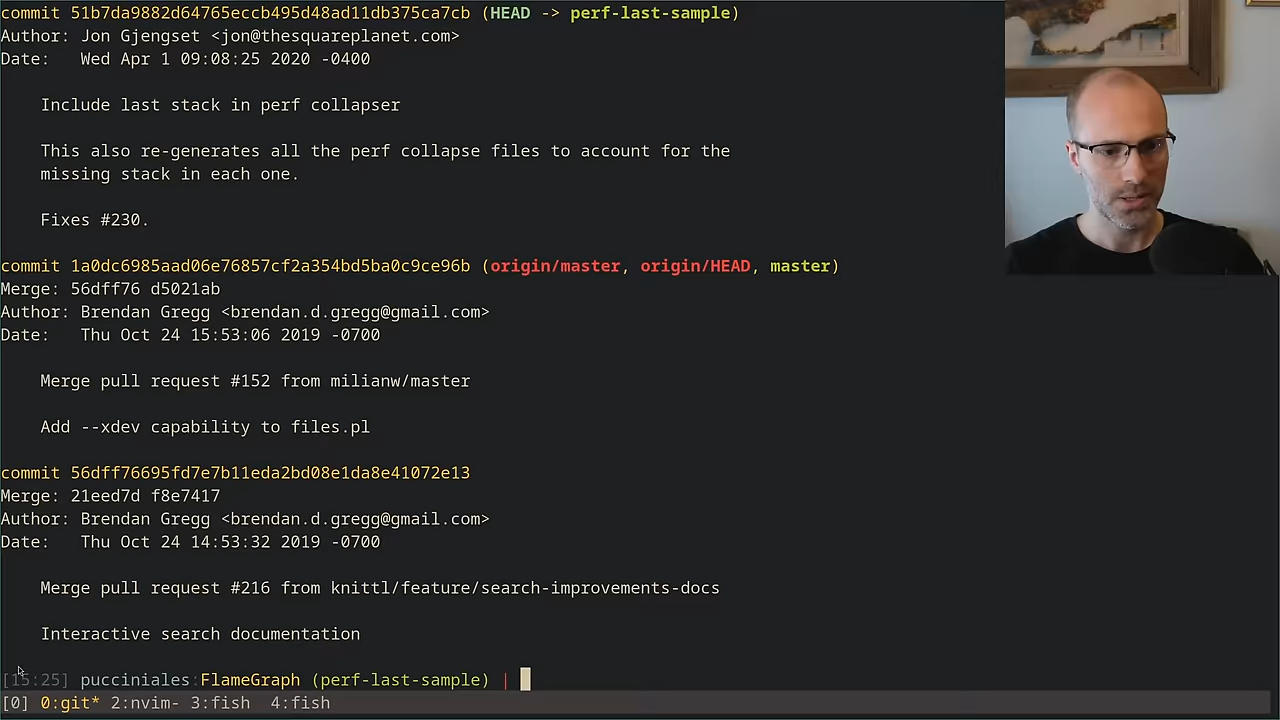 commit 51b7da9882d64765eccb495d48ad11db375ca7cb (HEAD -> perf-last-sample)
Author: Jon Gjengset <jon@thesquareplanet.com>
Date:   Wed Apr 1 09:08:25 2020 -0400
Include last stack in perf collapser
This also re-generates all the perf collapse files to account for the
missing stack in each one.
Fixes #230.
commit 1a0dc6985aad06e76857cf2a354bd5ba0c9ce96b (origin/master, origin/HEAD, master)
Merge: 56dff76 d5021ab
Author: Brendan Gregg <brendan.d.gregg@gmail.com>
Date:   Thu Oct 24 15:53:06 2019 -0700
Merge pull request #152 from milianw/master
Add --xdev capability to files.pl
commit 56dff76695fd7e7b11eda2bd08e1da8e41072e13
Merge: 21eed7d f8e7417
Author: Brendan Gregg <brendan.d.gregg@gmail.com>
Date:   Thu Oct 24 14:53:32 2019 -0700
Merge pull request #216 from knittl/feature/search-improvements-docs
Interactive search documentation
[15:25] pucciniales:FlameGraph (perf-last-sample) |
[0] 0:git* 2:nvim- 3:fish  4:fish